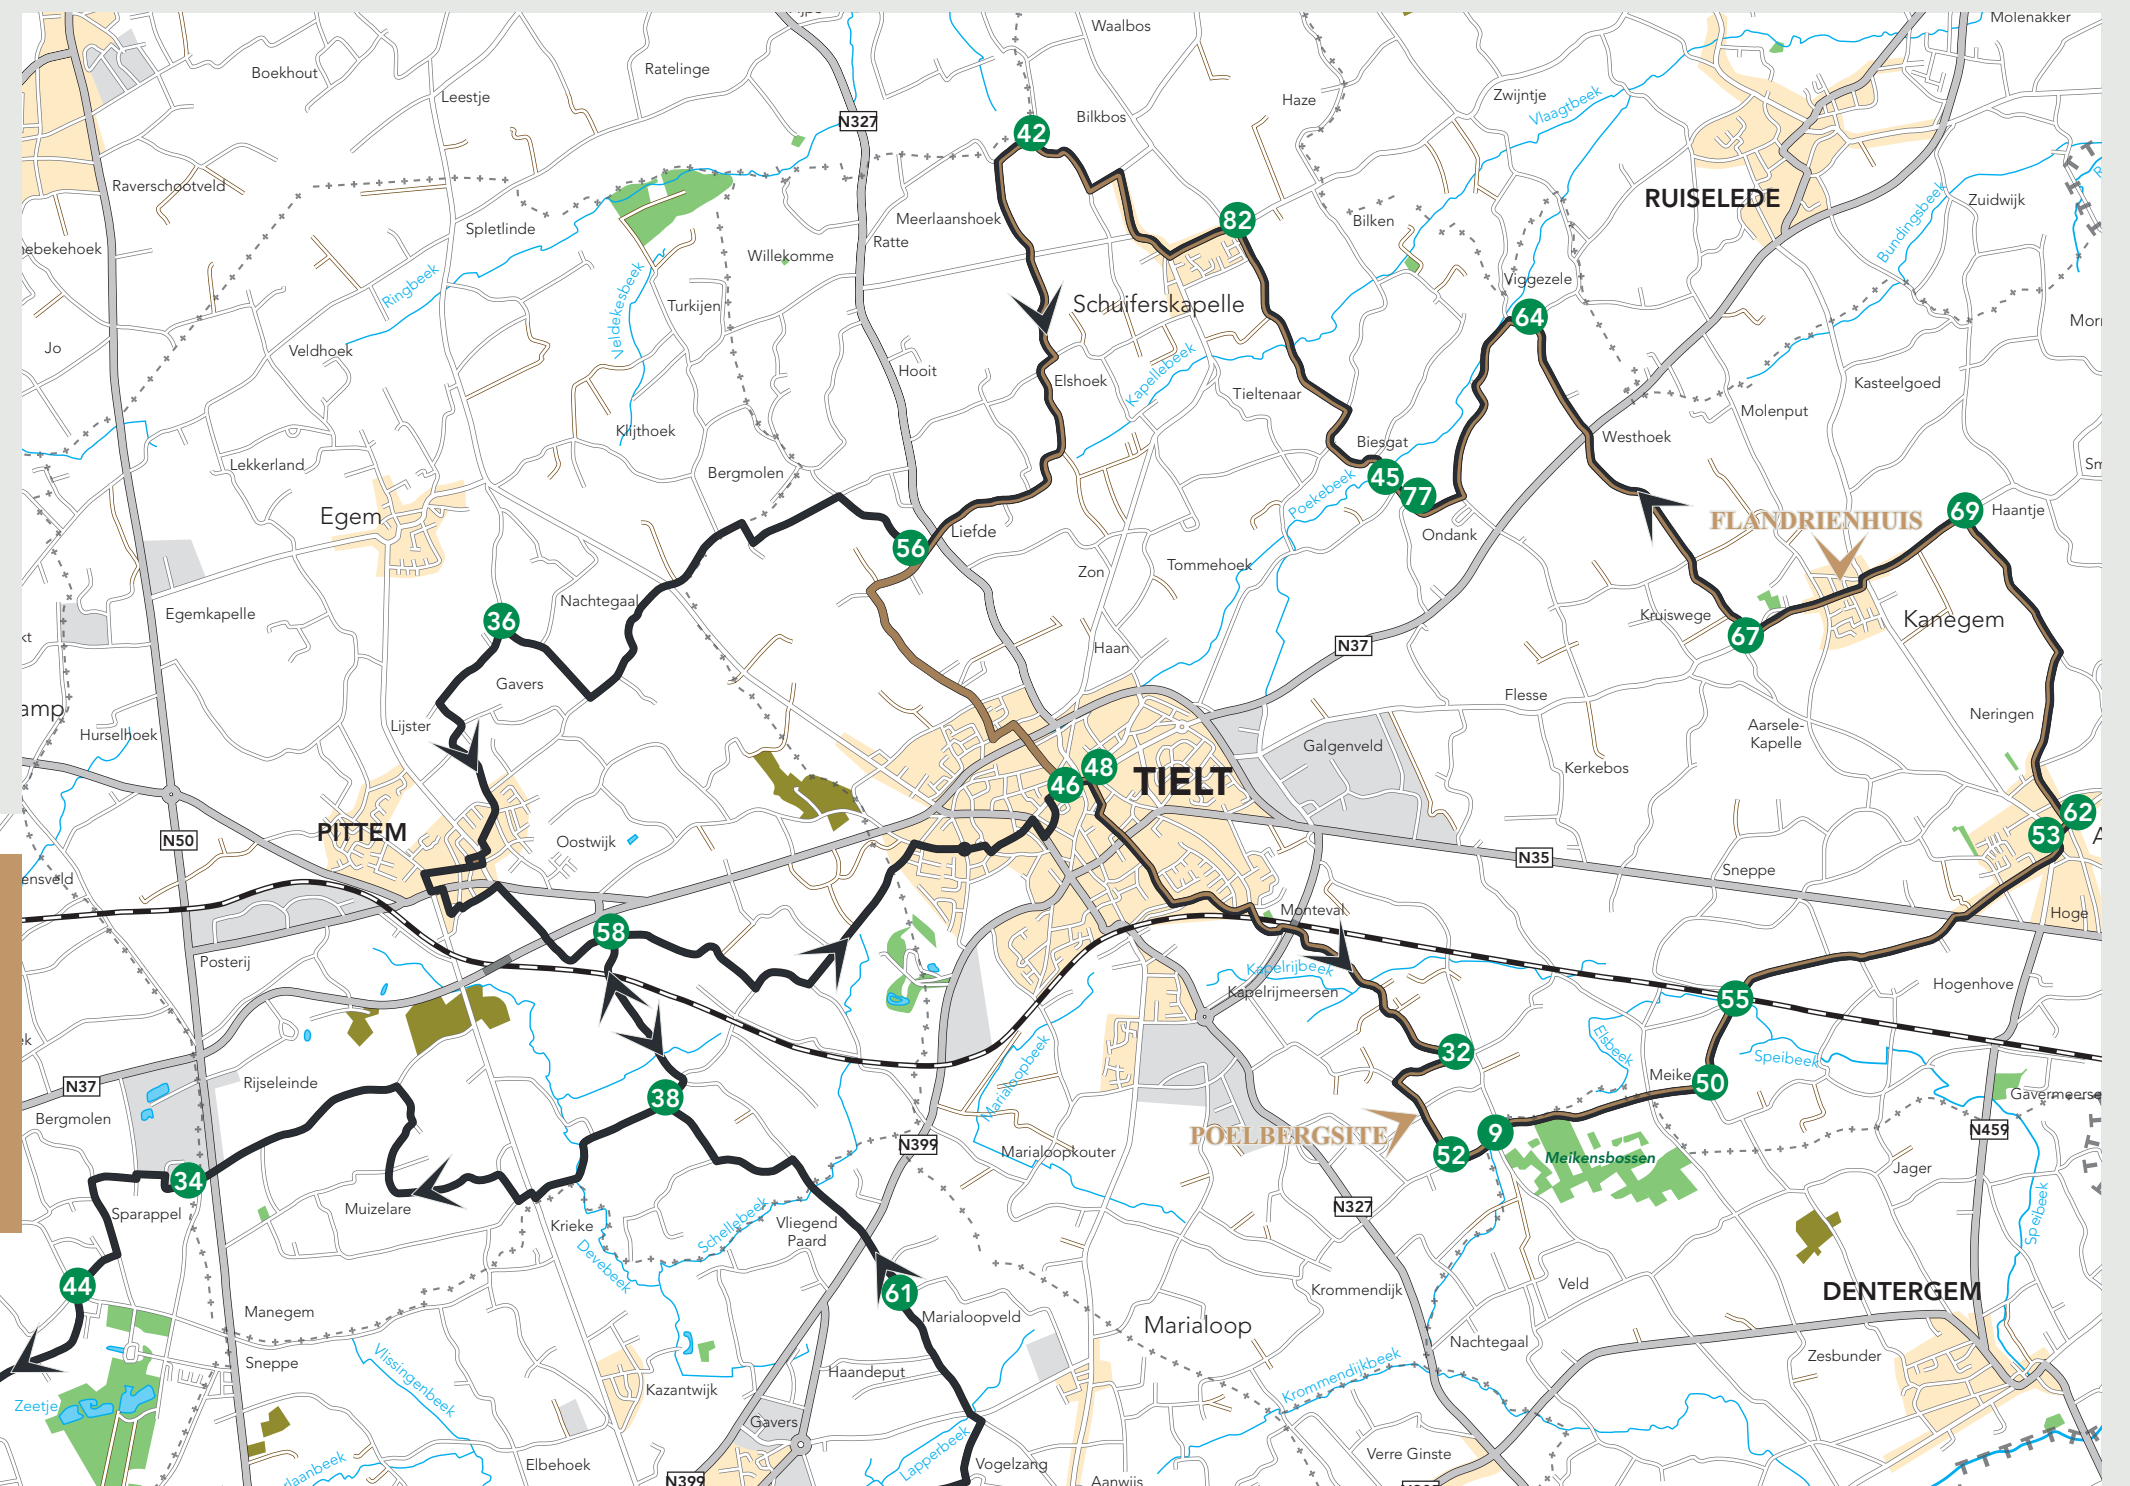 Molenakker
Waalbos
Boekhout
Ratelinge
Leestje
Zwijntje
Haze
Vlaagtbeek
N327
42
Bilkbos
Raverschootveld
RUISELEDE
Zuidwijk
Meerlaanshoek
82
Bilken
Bundingsbeek
Spletlinde
Ratte
ebekehoek
Willekomme
Ringbeek
Viggezele
Veldekesbeek
Turkijen
Schuiferskapelle
64
Jo
Veldhoek
Hooit
Elshoek
Kapellebeek
Tieltenaar
Kasteelgoed
Molenput
Klijthoek
Biesgat
Westhoek
Lekkerland
Bergmolen
45
77
Poekebeek
Egem
FLANDRIENHUIS
69
Haantje
56
Liefde
Ondank
Zon
Tommehoek
Nachtegaal
Egemkapelle
36
Kruiswege
67
Kanegem
Haan
N37
Gavers
Flesse
amp
Lijster
Neringen
Hurselhoek
Aarsele-
Kapelle
Galgenveld
48
46
TIELT
Kerkebos
62
53
PITTEM
N50
Oostwijk
N35
Sneppe
ensveld
Monteval
Hoge
58
Posterij
Kapelrijbeek
Kapelrijmeersen
Hogenhove
55
Elsbeek
32
Speibeek
Meike
50
Rijseleinde
N37
38
Marialoopbeek
Gavermeerse
Bergmolen
POELBERGSITE
9
N459
N399
Marialoopkouter
52
Meikensbossen
Jager
34
Muizelare
Sparappel
N327
Krieke
Schellebeek
Vliegend
Paard
Speibeek
Devebeek
44
61
Veld
Krommendijk
DENTERGEM
Manegem
Marialoopveld
Marialoop
Nachtegaal
Sneppe
Vlissingenbeek
Zesbunder
Haandeput
Krommendijkbeek
Kazantwijk
Zeetje
Gavers
Lapperbeek
Verre Ginste
Elbehoek
Vogelzang
rlaanbeek
N399
Aanwijs